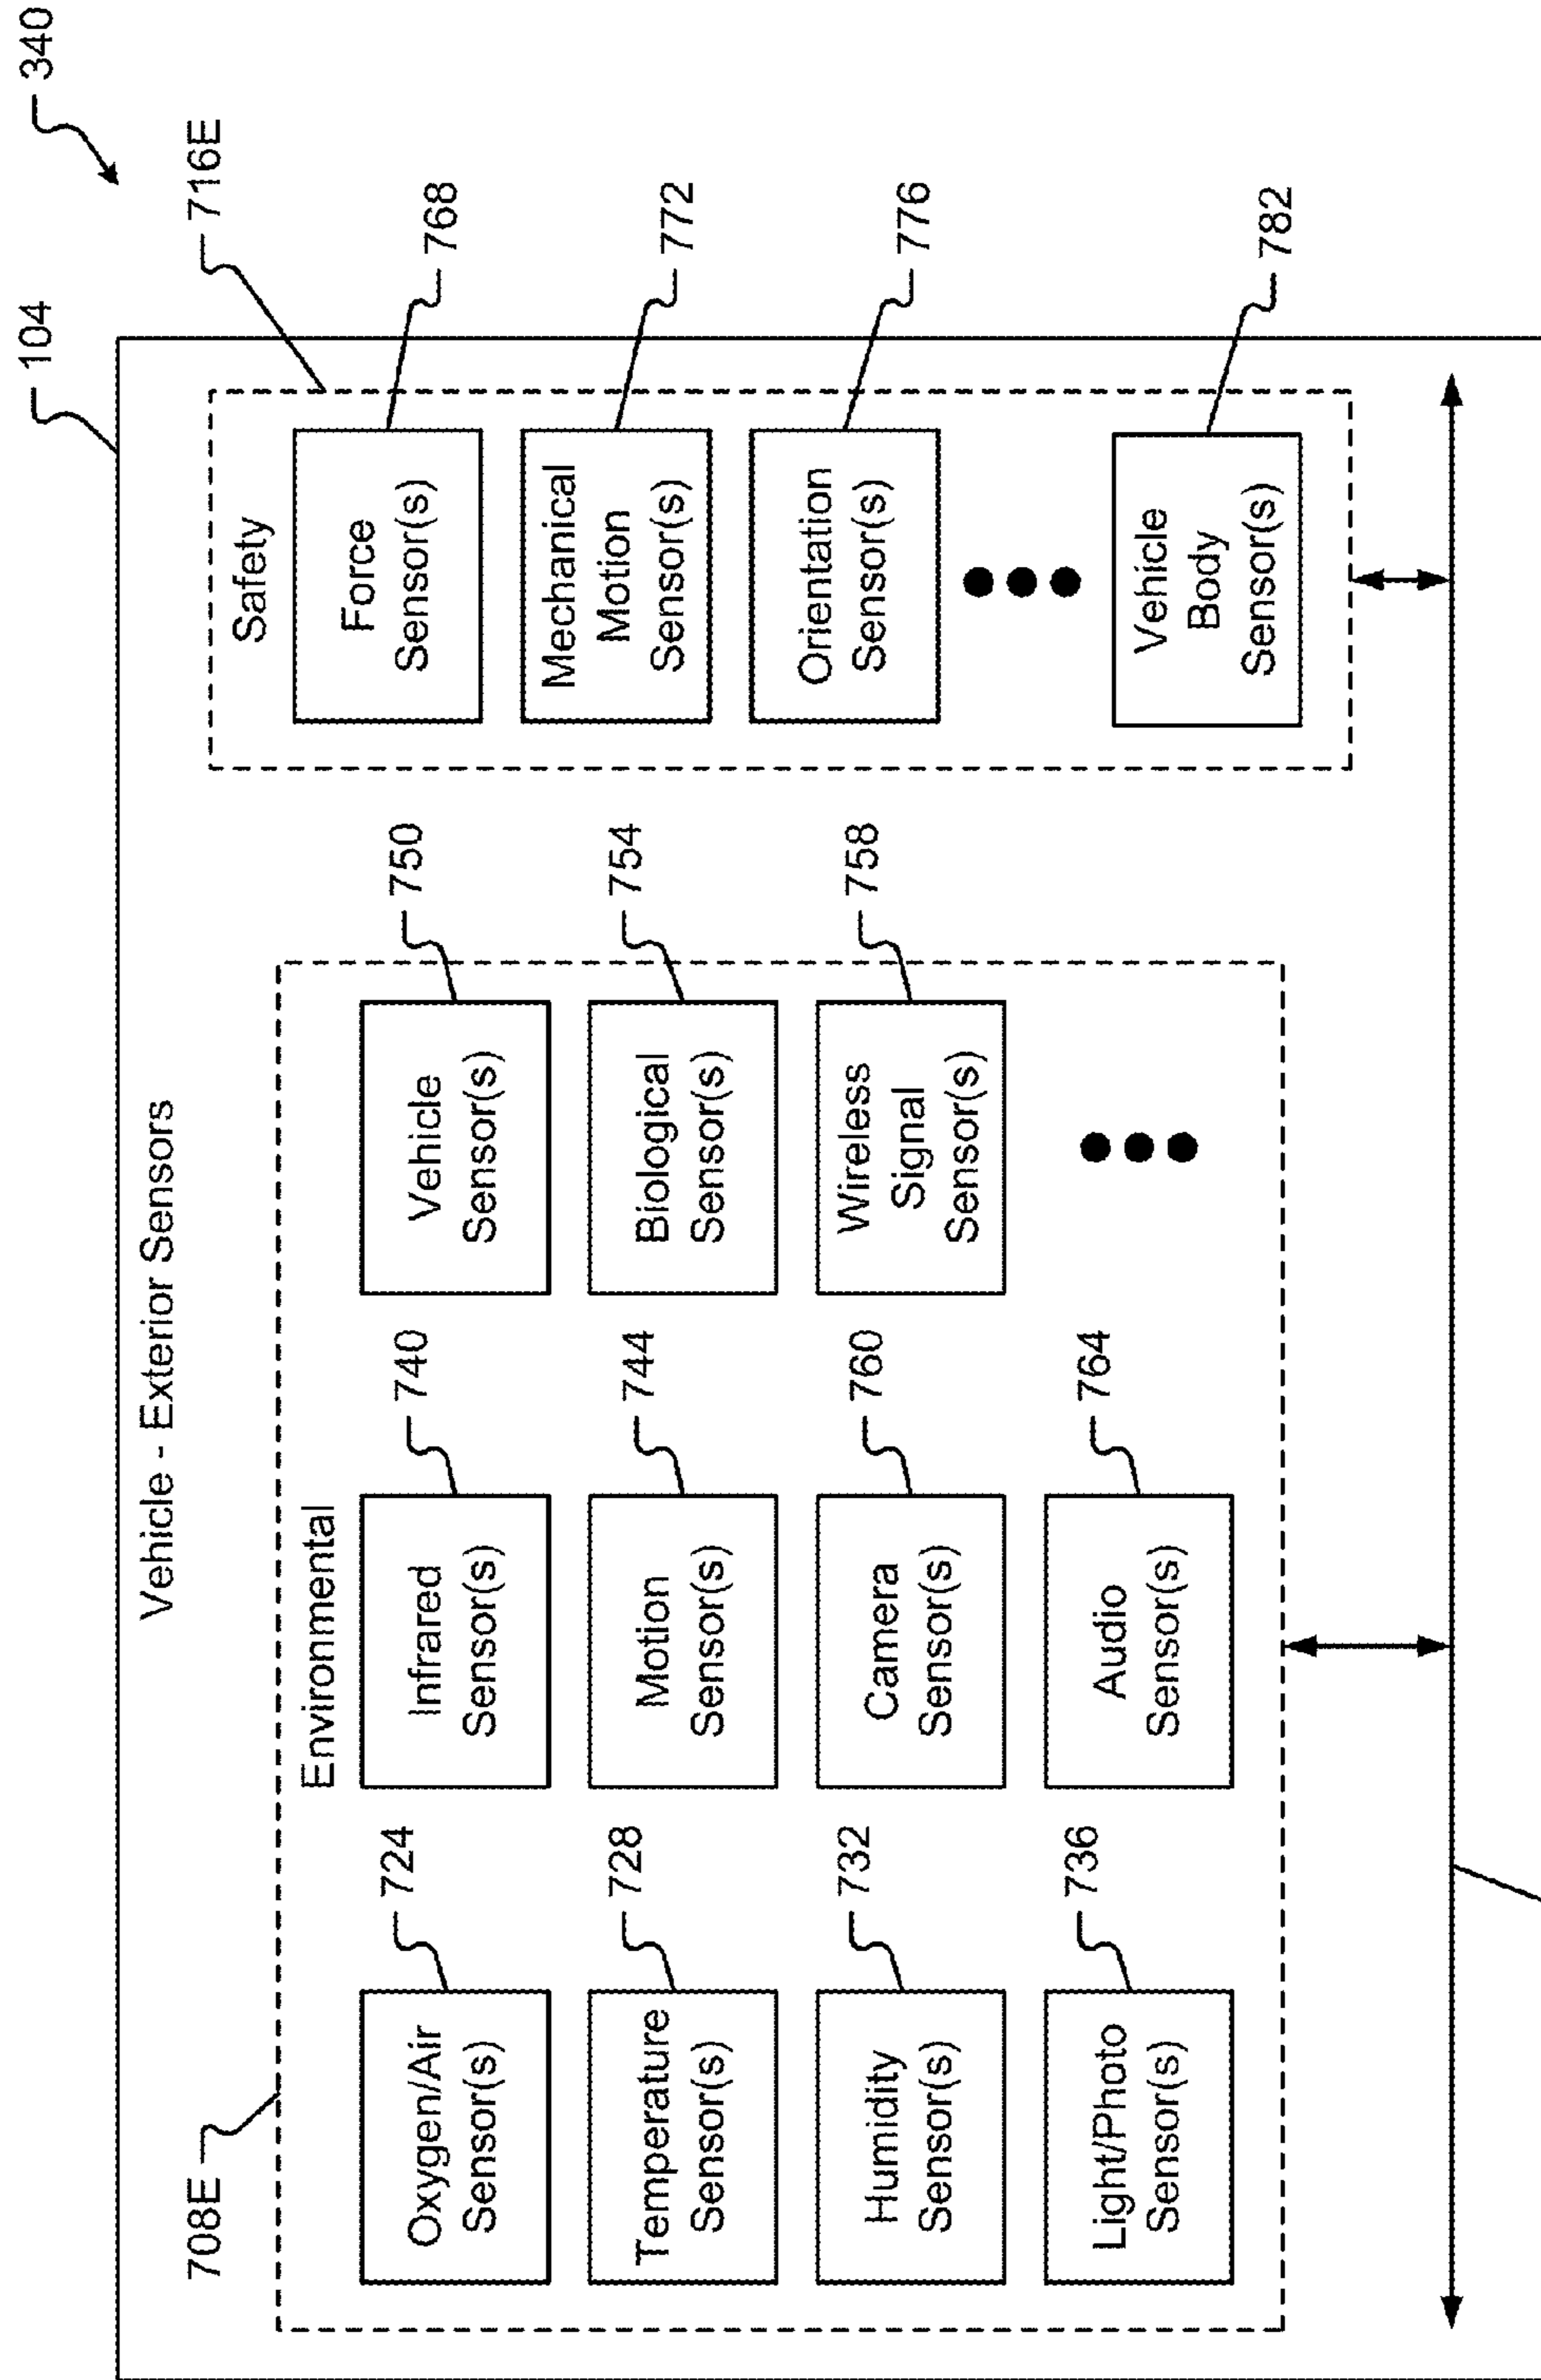 340
104
Vehicle - Exterior Sensors
716E
708E
Environmental
Safety
724
Oxygen/Air
Sensor(s)
740
Infrared
Sensor(s)
750
Vehicle
Sensor(s)
768
Force
Sensor(s)
728
Temperature
Sensor(s)
744
Motion
Sensor(s)
754
Biological
Sensor(s)
772
Mechanical
Motion
Sensor(s)
732
Humidity
Sensor(s)
760
Camera
Sensor(s)
758
Wireless
Signal
Sensor(s)
776
Orientation
Sensor(s)
736
Light/Photo
Sensor(s)
764
Audio
Sensor(s)
782
Vehicle
Body
Sensor(s)